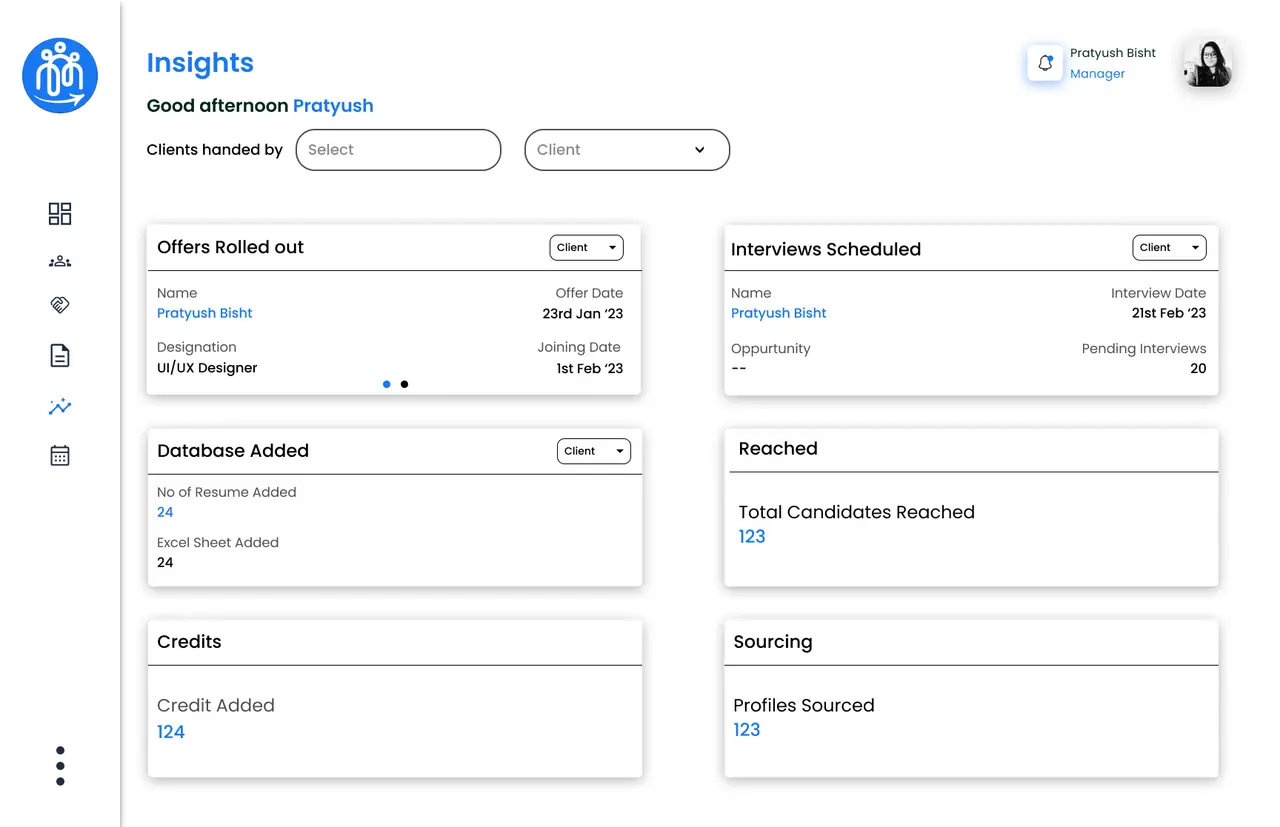 Insights
Pratyush Bisht
Manager
Good afternoon Pratyush
Clients handed by Select Client
Offers Rolled out Client
Name Offer Date
Pratyush Bisht 23rd Jan ‘23
Designation Joining Date
UI/UX Designer 1st Feb ‘23
Interviews Scheduled Client
Name Interview Date
Pratyush Bisht 21st Feb ‘23
Oppurtunity Pending Interviews
-- 20
Database Added Client
No of Resume Added
24
Excel Sheet Added
24
Reached
Total Candidates Reached
123
Credits
Credit Added
124
Sourcing
Profiles Sourced
123